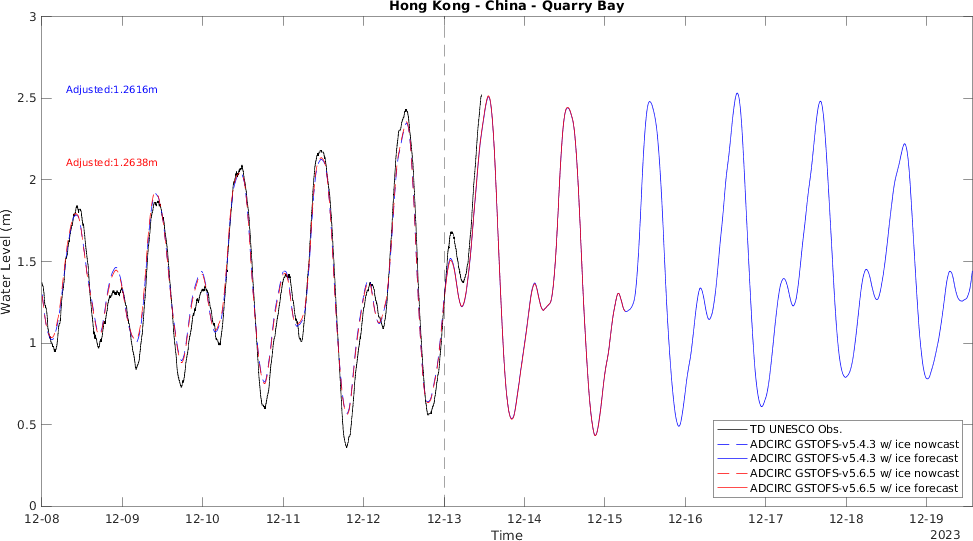 Hong Kong - China - Quarry Bay
3
2.5
2
1.5
1
0.5
0
Water Level (m)
Adjusted:1.2616m
Adjusted:1.2638m
TD UNESCO Obs.
ADCIRC GSTOFS-v5.4.3 w/ ice nowcast
ADCIRC GSTOFS-v5.4.3 w/ ice forecast
ADCIRC GSTOFS-v5.6.5 w/ ice nowcast
ADCIRC GSTOFS-v5.6.5 w/ ice forecast
12-08 12-09 12-10 12-11 12-12 12-13 12-14 12-15 12-16 12-17 12-18 12-19
Time 2023